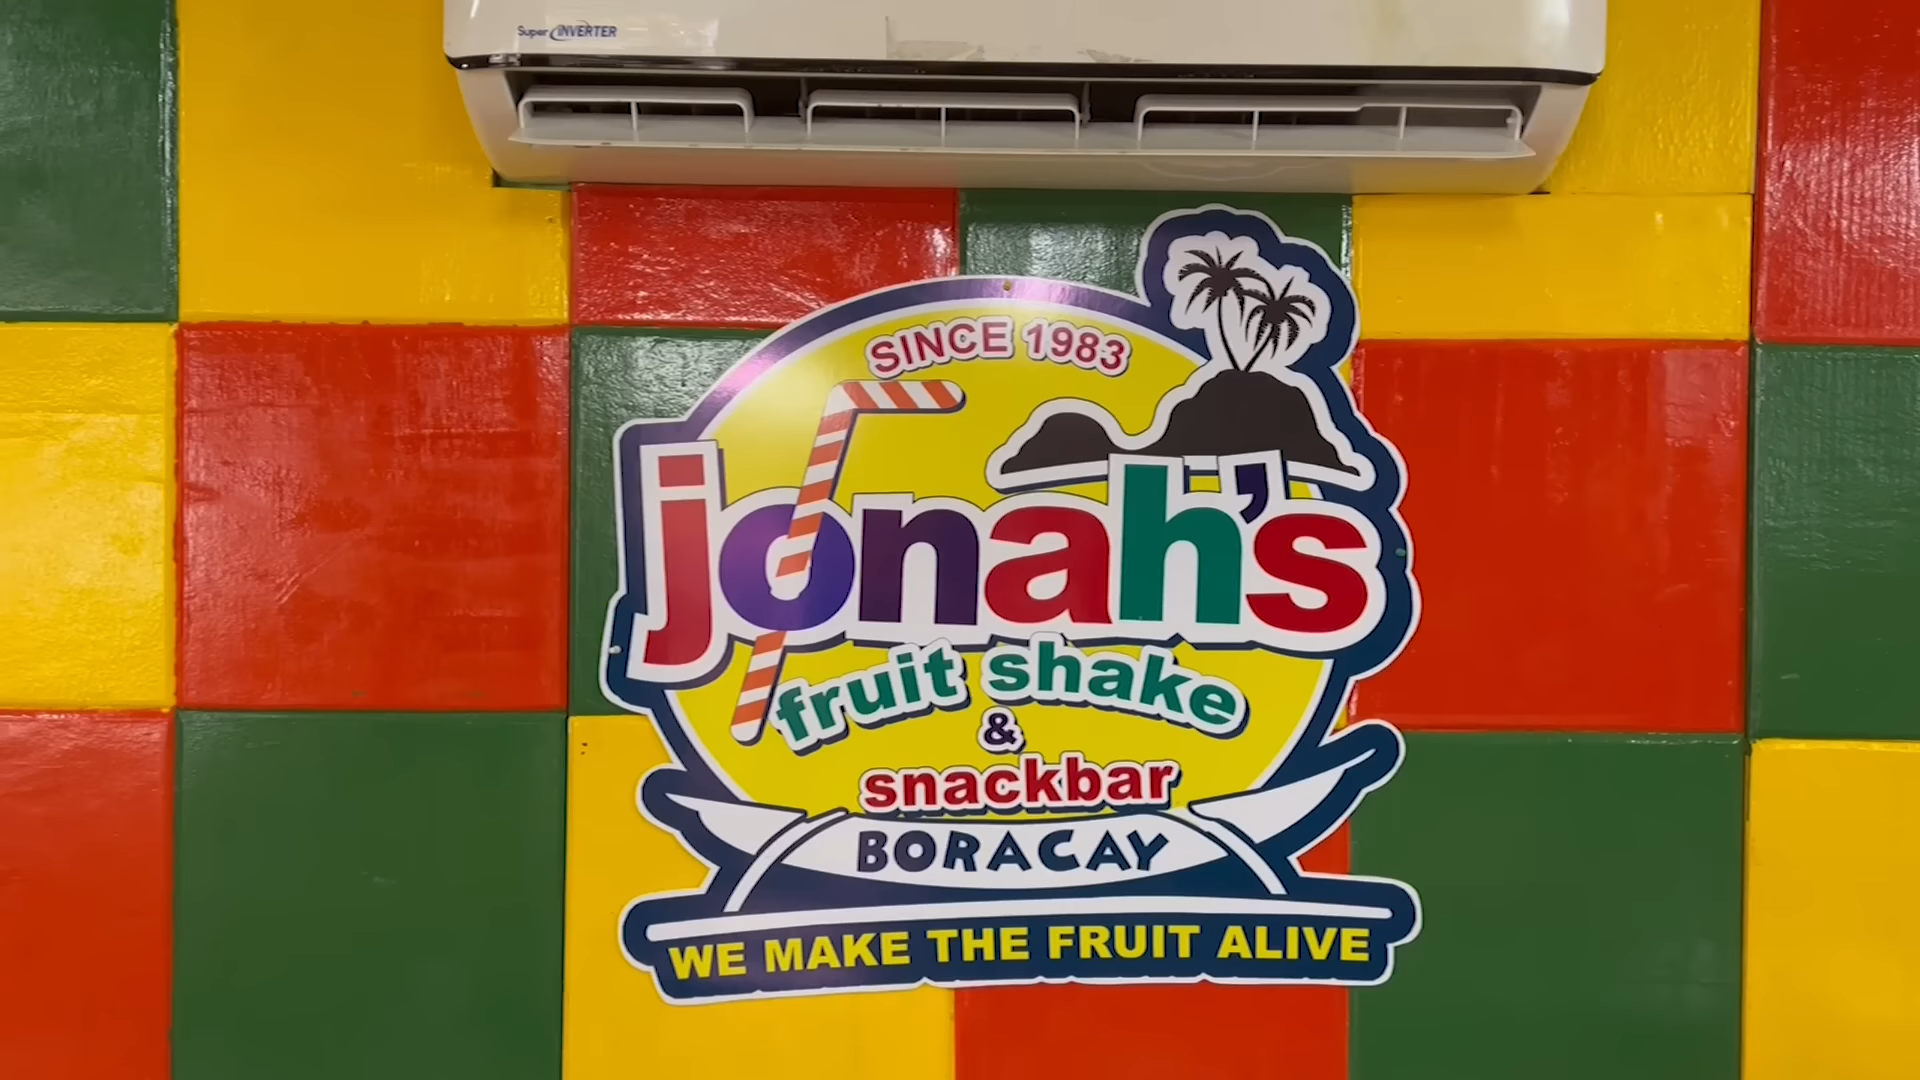 Super INVERTER
SINCE 1983
jonah's
fruit shake
&
snackbar
BORACAY
WE MAKE THE FRUIT ALIVE